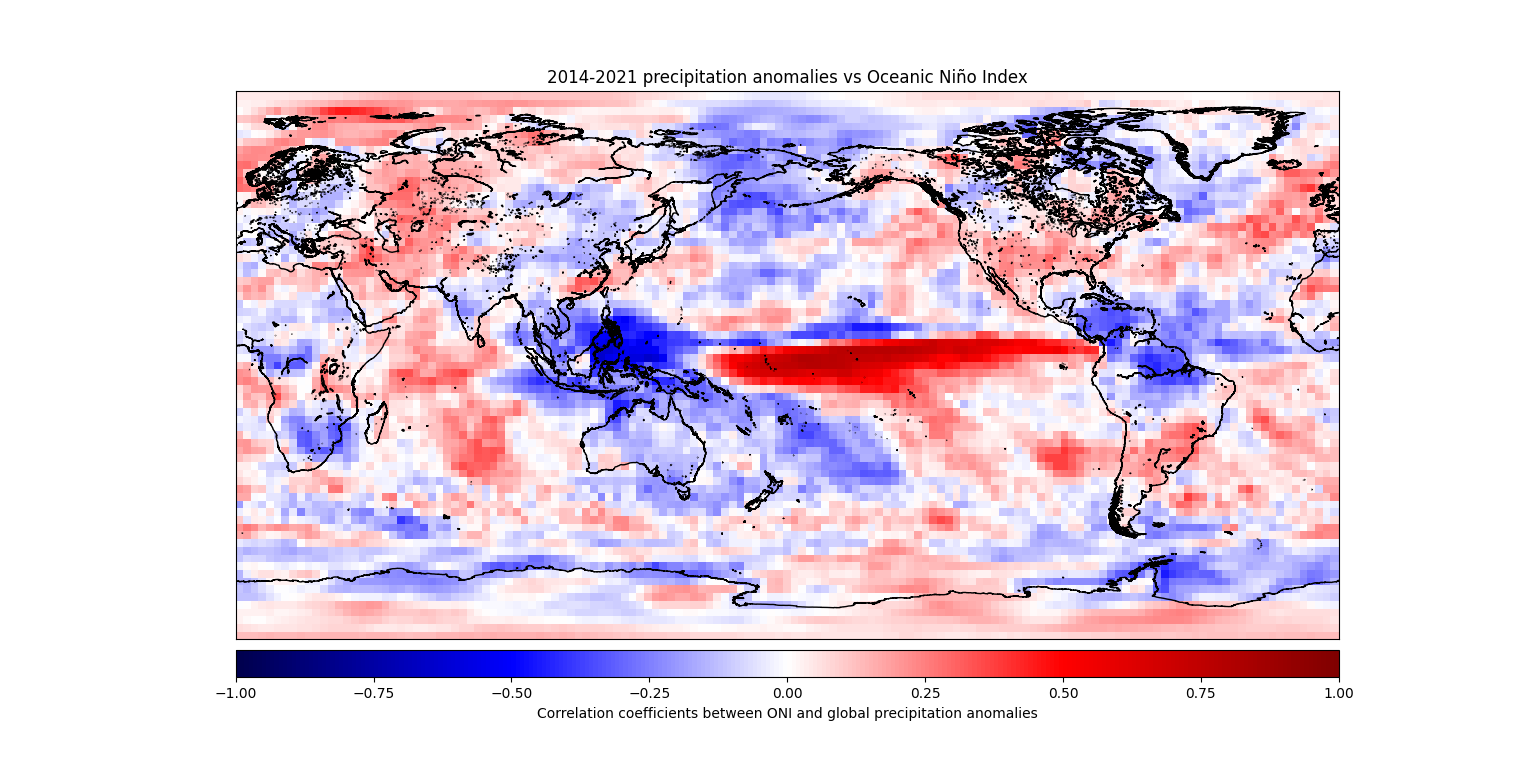 2014-2021 precipitation anomalies vs Oceanic Niño Index
−1.00 −0.75 −0.50 −0.25 0.00 0.25 0.50 0.75 1.00
Correlation coefficients between ONI and global precipitation anomalies